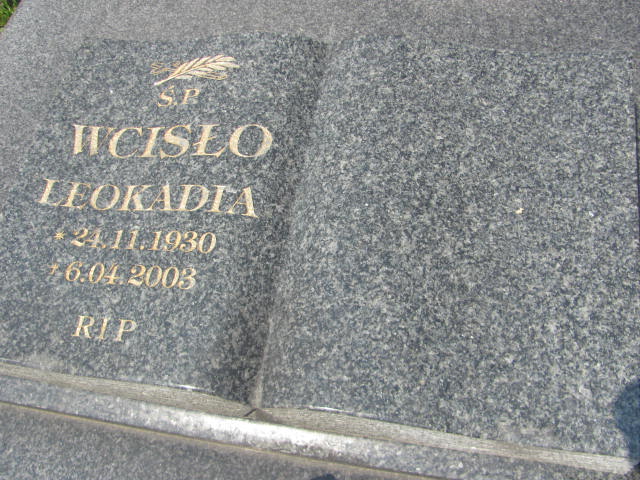 Ś.P.
WCISŁO
LEOKADIA
* 24.11.1930
+ 6.04.2003
RIP